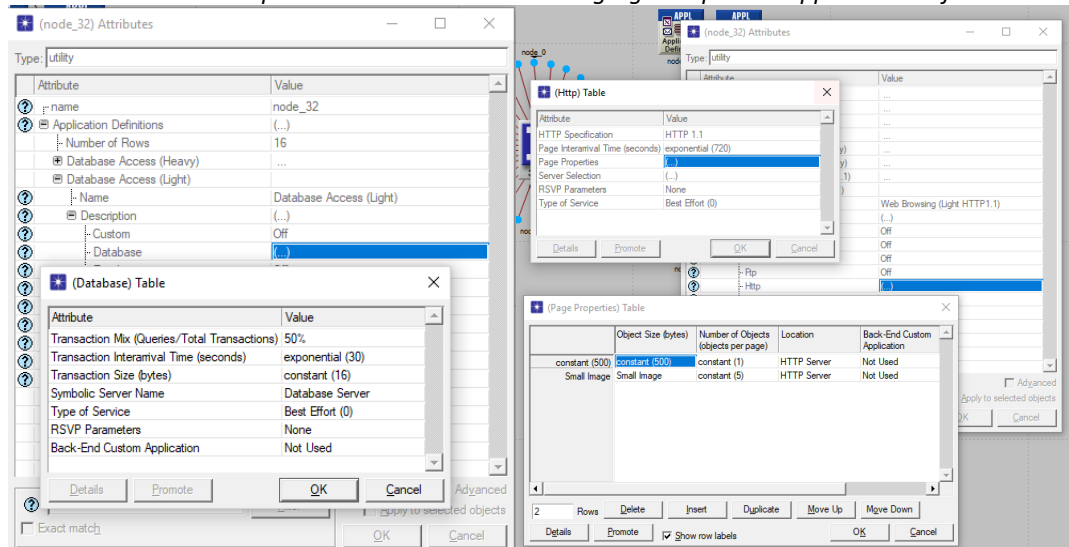 (node_32) Attributes
Type: utility
Attribute Value
name node_32
Application Definitions (...)
Number of Rows 16
Database Access (Heavy) ...
Database Access (Light)
Name Database Access (Light)
Description (...)
Custom Off
Database (...)
(Database) Table
Attribute Value
Transaction Mix (Queries/Total Transactions) 50%
Transaction Interarrival Time (seconds) exponential (30)
Transaction Size (bytes) constant (16)
Symbolic Server Name Database Server
Type of Service Best Effort (0)
RSVP Parameters None
Back-End Custom Application Not Used
Details Promote OK Cancel
Advanced
Exact match
Apply to selected objects
OK Cancel
node_0
APPL APPL
(node_32) Attributes
Type: utility
Attribute Value
...
...
...
...
...
...
Web Browsing (Light HTTP1.1)
(...)
Off
Off
Ftp Off
Http (...)
(Http) Table
Attribute Value
HTTP Specification HTTP 1.1
Page Interarrival Time (seconds) exponential (720)
Page Properties (...)
Server Selection (...)
RSVP Parameters None
Type of Service Best Effort (0)
Details Promote OK Cancel
(Page Properties) Table
Object Size (bytes) Number of Objects (objects per page) Location Back-End Custom Application
constant (500) constant (500) constant (1) HTTP Server Not Used
Small Image Small Image constant (5) HTTP Server Not Used
2 Rows Delete Insert Duplicate Move Up Move Down
Details Promote Show row labels OK Cancel
Advanced
Apply to selected objects
Cancel